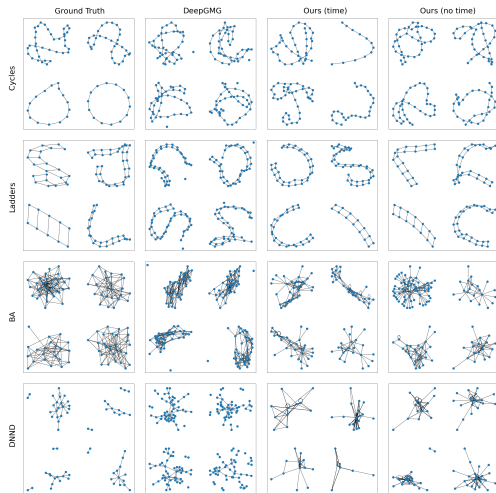 Ground Truth
DeepGMG
Ours (time)
Ours (no time)
Cycles
Ladders
BA
DNND